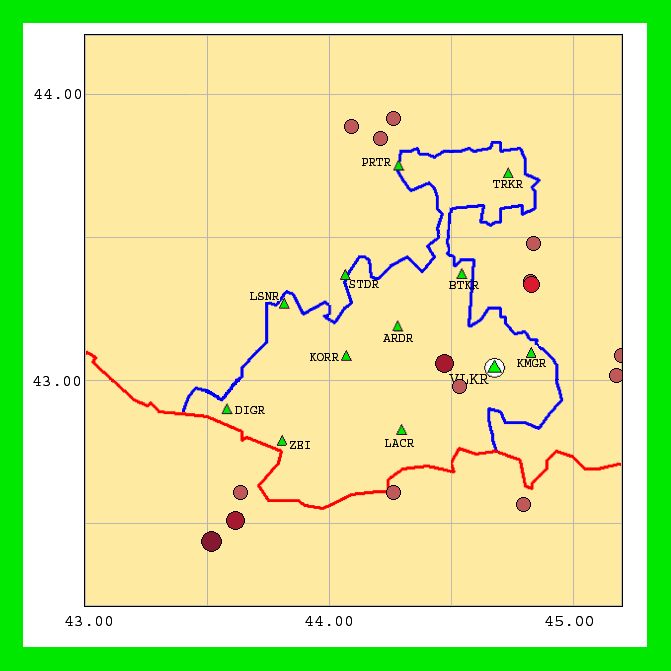 44.00
PRTR
TRKR
STDR
BTKR
LSNR
ARDR
KORR
KMGR
43.00
VLKR
DIGR
LACR
ZEI
43.00
44.00
45.00